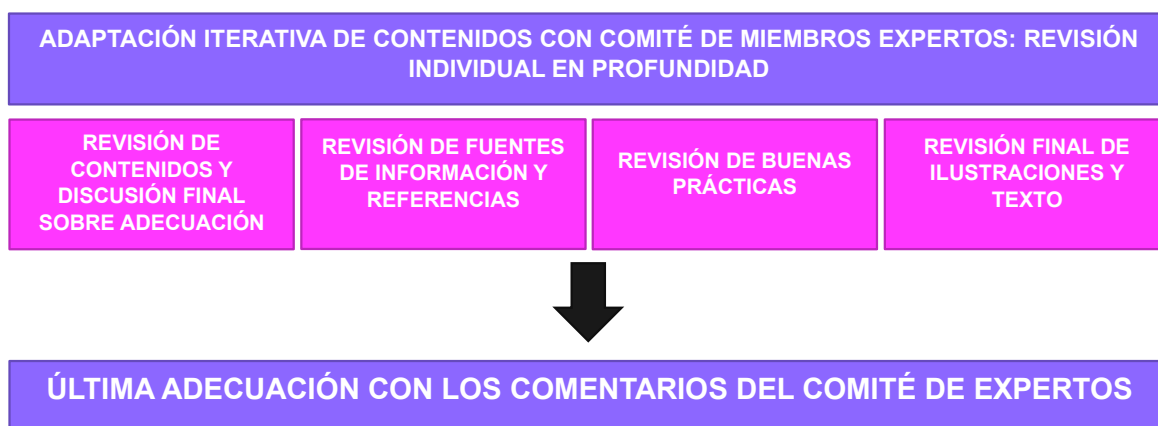 ADAPTACIÓN ITERATIVA DE CONTENIDOS CON COMITÉ DE MIEMBROS EXPERTOS: REVISIÓN
INDIVIDUAL EN PROFUNDIDAD
REVISIÓN DE
CONTENIDOS Y
DISCUSIÓN FINAL
SOBRE ADECUACIÓN
REVISIÓN DE FUENTES
DE INFORMACIÓN Y
REFERENCIAS
REVISIÓN DE BUENAS
PRÁCTICAS
REVISIÓN FINAL DE
ILUSTRACIONES Y
TEXTO
ÚLTIMA ADECUACIÓN CON LOS COMENTARIOS DEL COMITÉ DE EXPERTOS